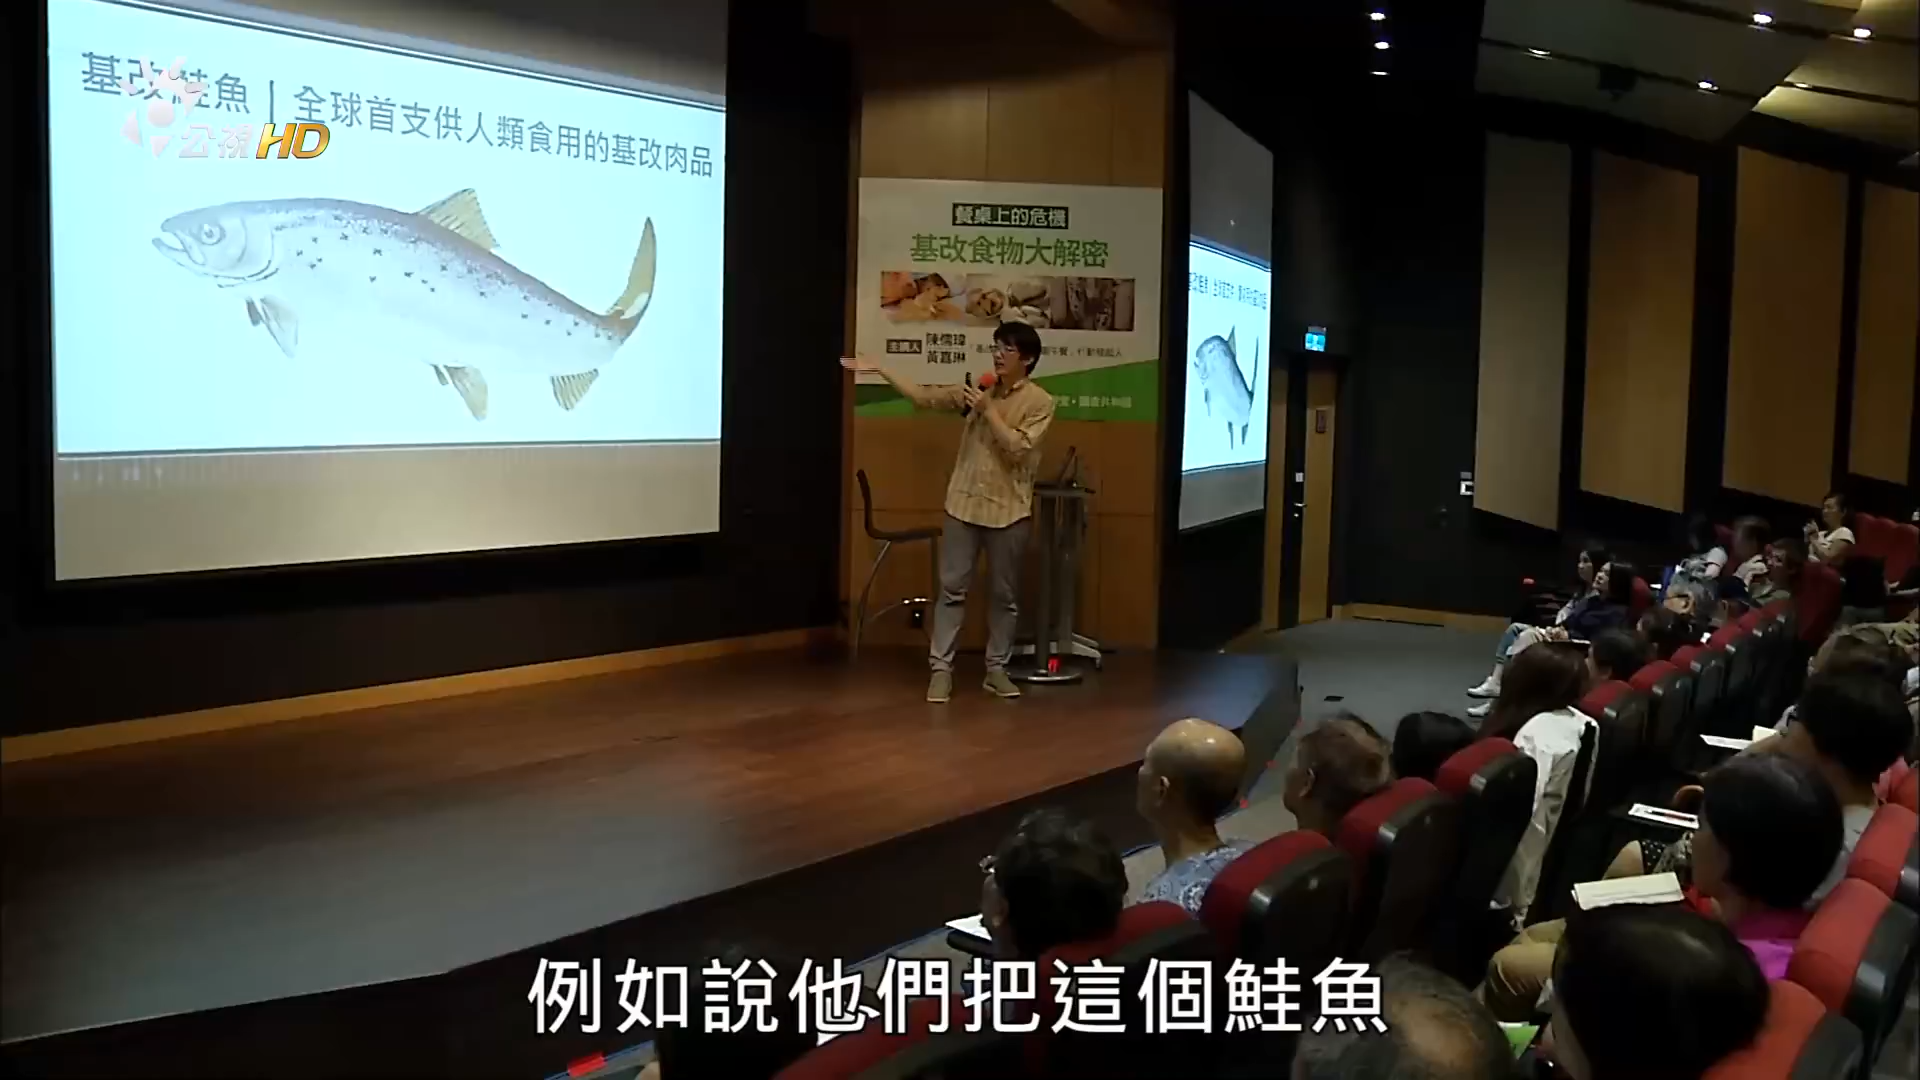 基改鮭魚｜全球首支供人類食用的基改肉品
公視HD
餐桌上的危機
基改食物大解密
主講人 陳儒瑋
黃嘉琳
例如說他們把這個鮭魚